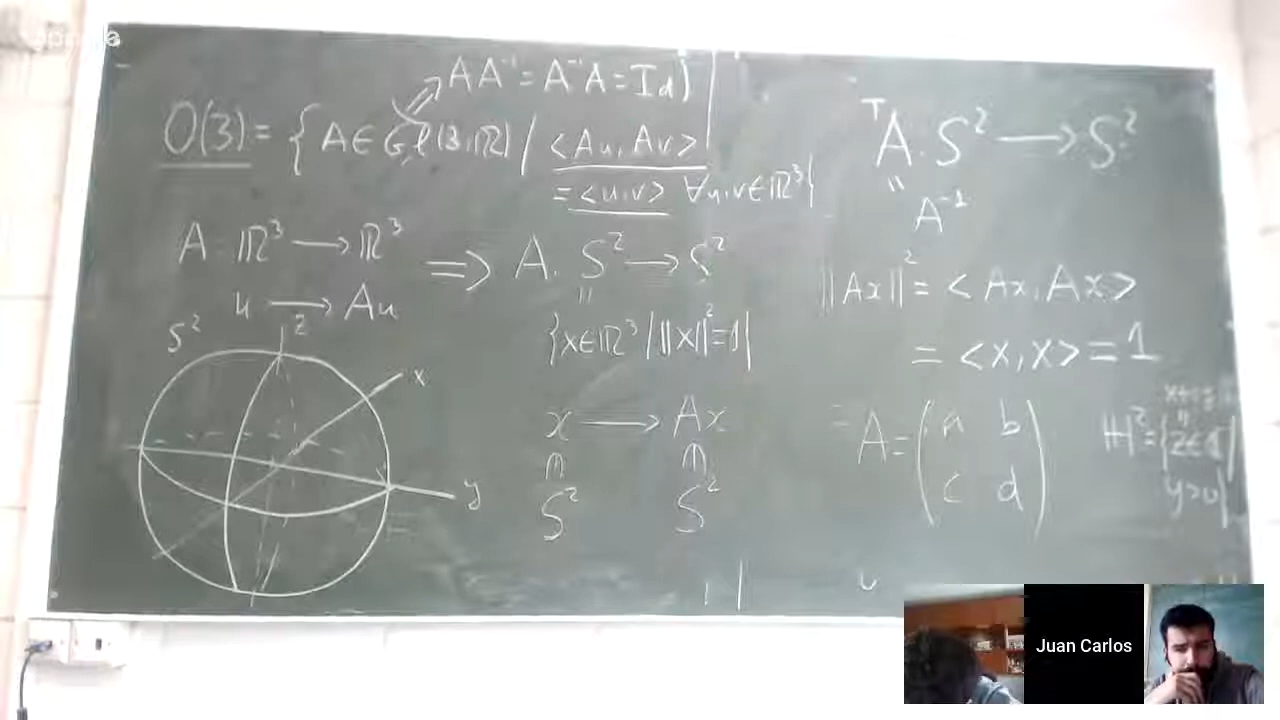 AA⁻¹ = A⁻¹A = Id)
O(3) = { A ∈ Gl(3,ℝ) / <Au, Av>
= <u,v> ∀u,v ∈ ℝ³}
A: ℝ³ → ℝ³
u → Au
=> A: S² → S²
"
{x ∈ ℝ³ / ||x||² = 1}
x → Ax
∈ ∈
S² S²
S²
z
x
y
ᵀA: S² → S²
"
A⁻¹
||Ax||² = < Ax, Ax >
= <x, x> = 1
A = (a b
c d)
H² = {
y>0}
Juan Carlos